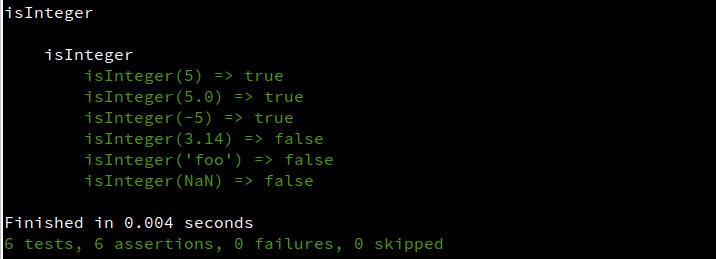 isInteger
isInteger
isInteger(5) => true
isInteger(5.0) => true
isInteger(-5) => true
isInteger(3.14) => false
isInteger('foo') => false
isInteger(NaN) => false
Finished in 0.004 seconds
6 tests, 6 assertions, 0 failures, 0 skipped